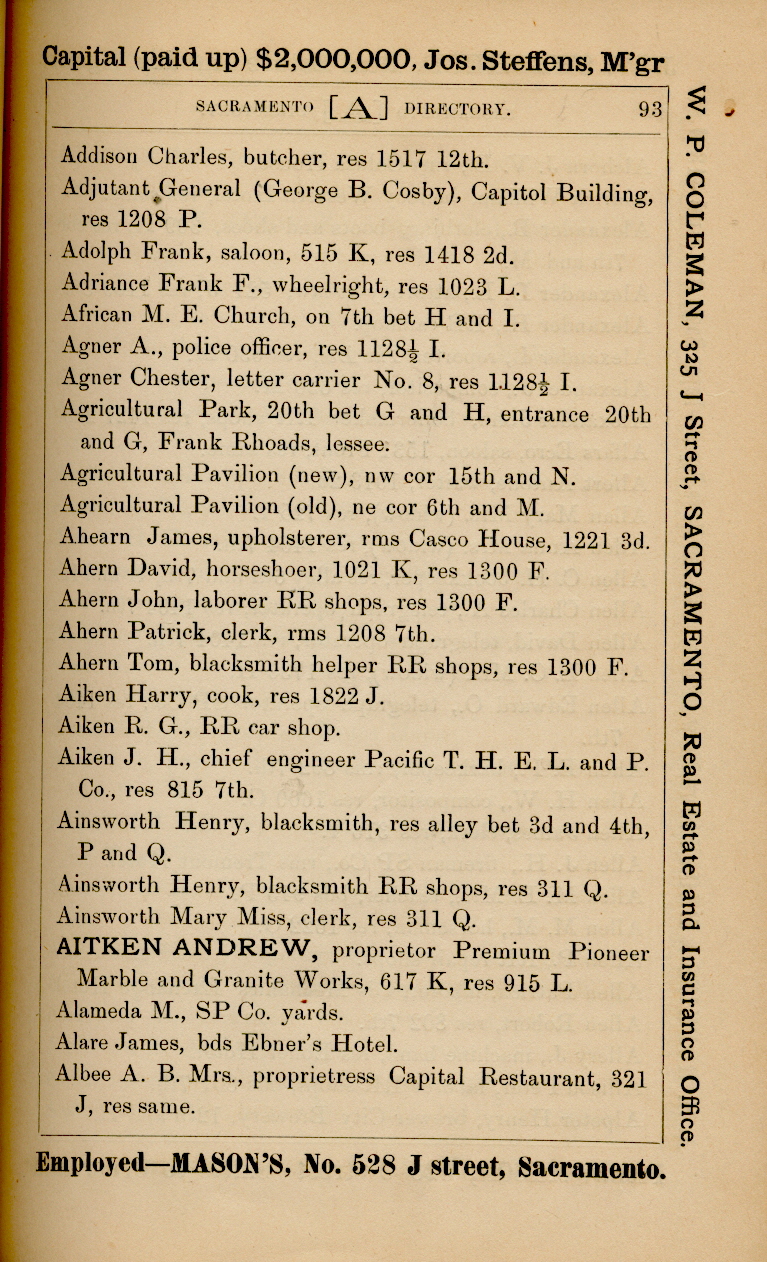 Capital (paid up) $2,000,000, Jos. Steffens, M'gr
SACRAMENTO [A] DIRECTORY. 93
Addison Charles, butcher, res 1517 12th.
Adjutant General (George B. Cosby), Capitol Building,
res 1208 P.
Adolph Frank, saloon, 515 K, res 1418 2d.
Adriance Frank F., wheelright, res 1023 L.
African M. E. Church, on 7th bet H and I.
Agner A., police officer, res 1128½ I.
Agner Chester, letter carrier No. 8, res 1128½ I.
Agricultural Park, 20th bet G and H, entrance 20th
and G, Frank Rhoads, lessee.
Agricultural Pavilion (new), nw cor 15th and N.
Agricultural Pavilion (old), ne cor 6th and M.
Ahearn James, upholsterer, rms Casco House, 1221 3d.
Ahern David, horseshoer, 1021 K, res 1300 F.
Ahern John, laborer RR shops, res 1300 F.
Ahern Patrick, clerk, rms 1208 7th.
Ahern Tom, blacksmith helper RR shops, res 1300 F.
Aiken Harry, cook, res 1822 J.
Aiken R. G., RR car shop.
Aiken J. H., chief engineer Pacific T. H. E. L. and P.
Co., res 815 7th.
Ainsworth Henry, blacksmith, res alley bet 3d and 4th,
P and Q.
Ainsworth Henry, blacksmith RR shops, res 311 Q.
Ainsworth Mary Miss, clerk, res 311 Q.
AITKEN ANDREW, proprietor Premium Pioneer
Marble and Granite Works, 617 K, res 915 L.
Alameda M., SP Co. yards.
Alare James, bds Ebner's Hotel.
Albee A. B. Mrs., proprietress Capital Restaurant, 321
J, res same.
Employed—MASON'S, No. 528 J street, Sacramento.
W. P. COLEMAN, 325 J Street, SACRAMENTO, Real Estate and Insurance Office.